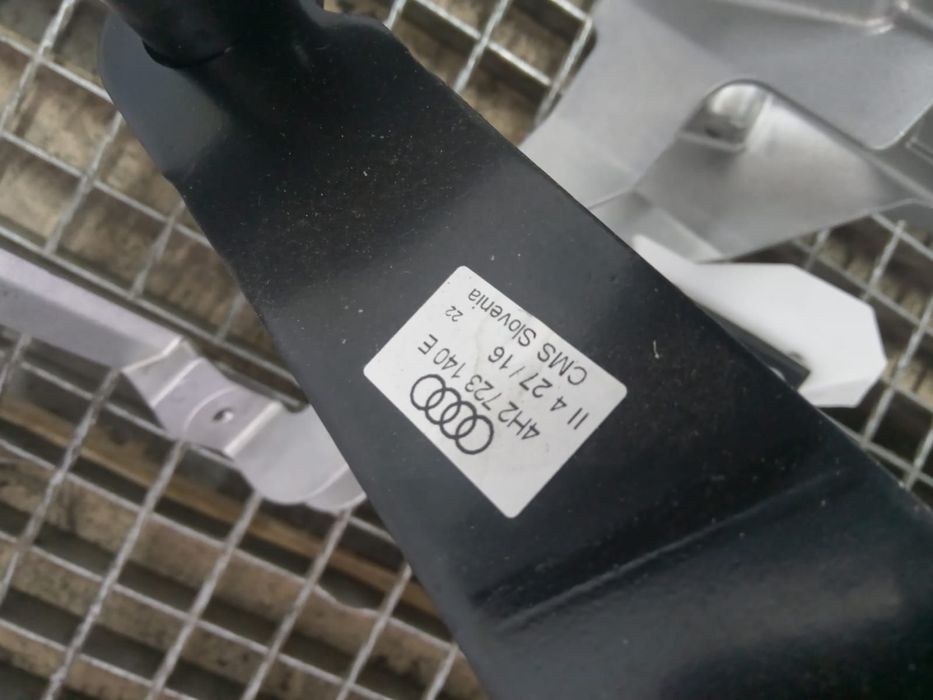 4H2 723 140 E
II 4 27/16
22
CMS Slovenia